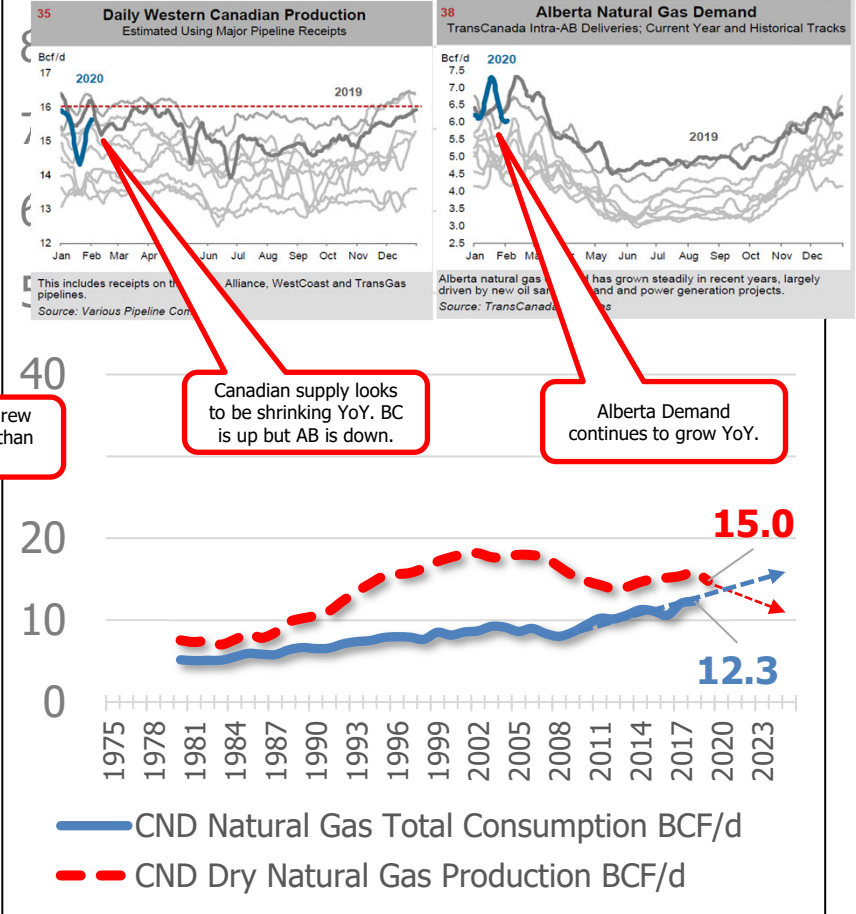 35
Daily Western Canadian Production
Estimated Using Major Pipeline Receipts
Bcf/d
17
16
15
14
13
12
2020
2019
Jan Feb Mar Apr Jun Jul Aug Sep Oct Nov Dec
This includes receipts on Alliance, WestCoast and TransGas
pipelines.
Source: Various Pipeline
38
Alberta Natural Gas Demand
TransCanada Intra-AB Deliveries; Current Year and Historical Tracks
Bcf/d
7.5
7.0
6.5
6.0
5.5
5.0
4.5
4.0
3.5
3.0
2.5
2020
2019
Jan Feb Mar May Jun Jul Aug Sep Oct Nov Dec
Alberta natural gas has grown steadily in recent years, largely
driven by new oil and and power generation projects.
Source: TransCanada
rew
than
Canadian supply looks
to be shrinking YoY. BC
is up but AB is down.
Alberta Demand
continues to grow YoY.
40
20
10
0
15.0
12.3
1975 1978 1981 1984 1987 1990 1993 1996 1999 2002 2005 2008 2011 2014 2017 2020 2023
CND Natural Gas Total Consumption BCF/d
CND Dry Natural Gas Production BCF/d